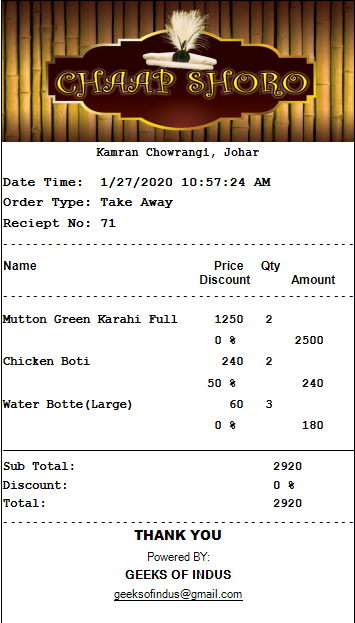 CHAAP SHORO
Kamran Chowrangi, Johar
Date Time: 1/27/2020 10:57:24 AM
Order Type: Take Away
Reciept No: 71
Name Price Qty
Discount Amount
Mutton Green Karahi Full 1250 2
0 % 2500
Chicken Boti 240 2
50 % 240
Water Botte(Large) 60 3
0 % 180
Sub Total: 2920
Discount: 0 %
Total: 2920
THANK YOU
Powered BY:
GEEKS OF INDUS
geeksofindus@gmail.com